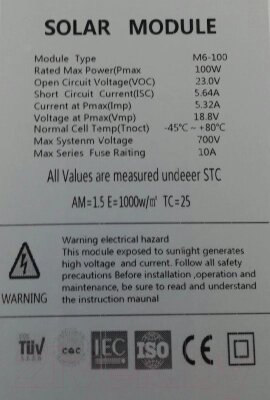 SOLAR MODULE
Module Type M6-100
Rated Max Power(Pmax 100W
Open Circuit Voltage(VOC) 23.0V
Short Circuit Current(ISC) 5.64A
Current at Pmax(Imp) 5.32A
Voltage at Pmax(Vmp) 18.8V
Normal Cell Temp(Tnoct) -45℃~+80℃
Max Systenm Voltage 700V
Max Series Fuse Raiting 10A
All Values are measured undeeer STC
AM=1.5 E=1000w/㎡ TC=25
Warning electrical hazard
This module exposed to sunlight generates
high voltage and current. Follow all safety
precautions Before installation ,operation and
maintenance, be sure to read and understand
the instruction maunal
WARNING
TÜV CQC IEC ISO CE